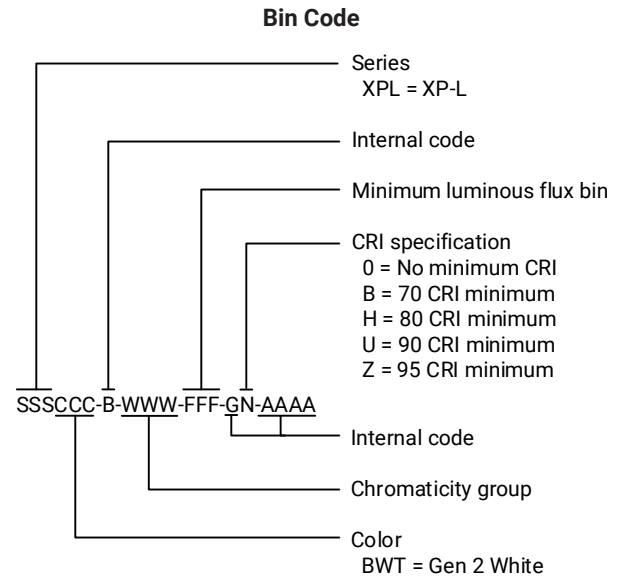 Bin Code
Series
XPL = XP-L
Internal code
Minimum luminous flux bin
CRI specification
0 = No minimum CRI
B = 70 CRI minimum
H = 80 CRI minimum
U = 90 CRI minimum
Z = 95 CRI minimum
SSSCCC-B-WWW-FFF-GN-AAAA
Internal code
Chromaticity group
Color
BWT = Gen 2 White